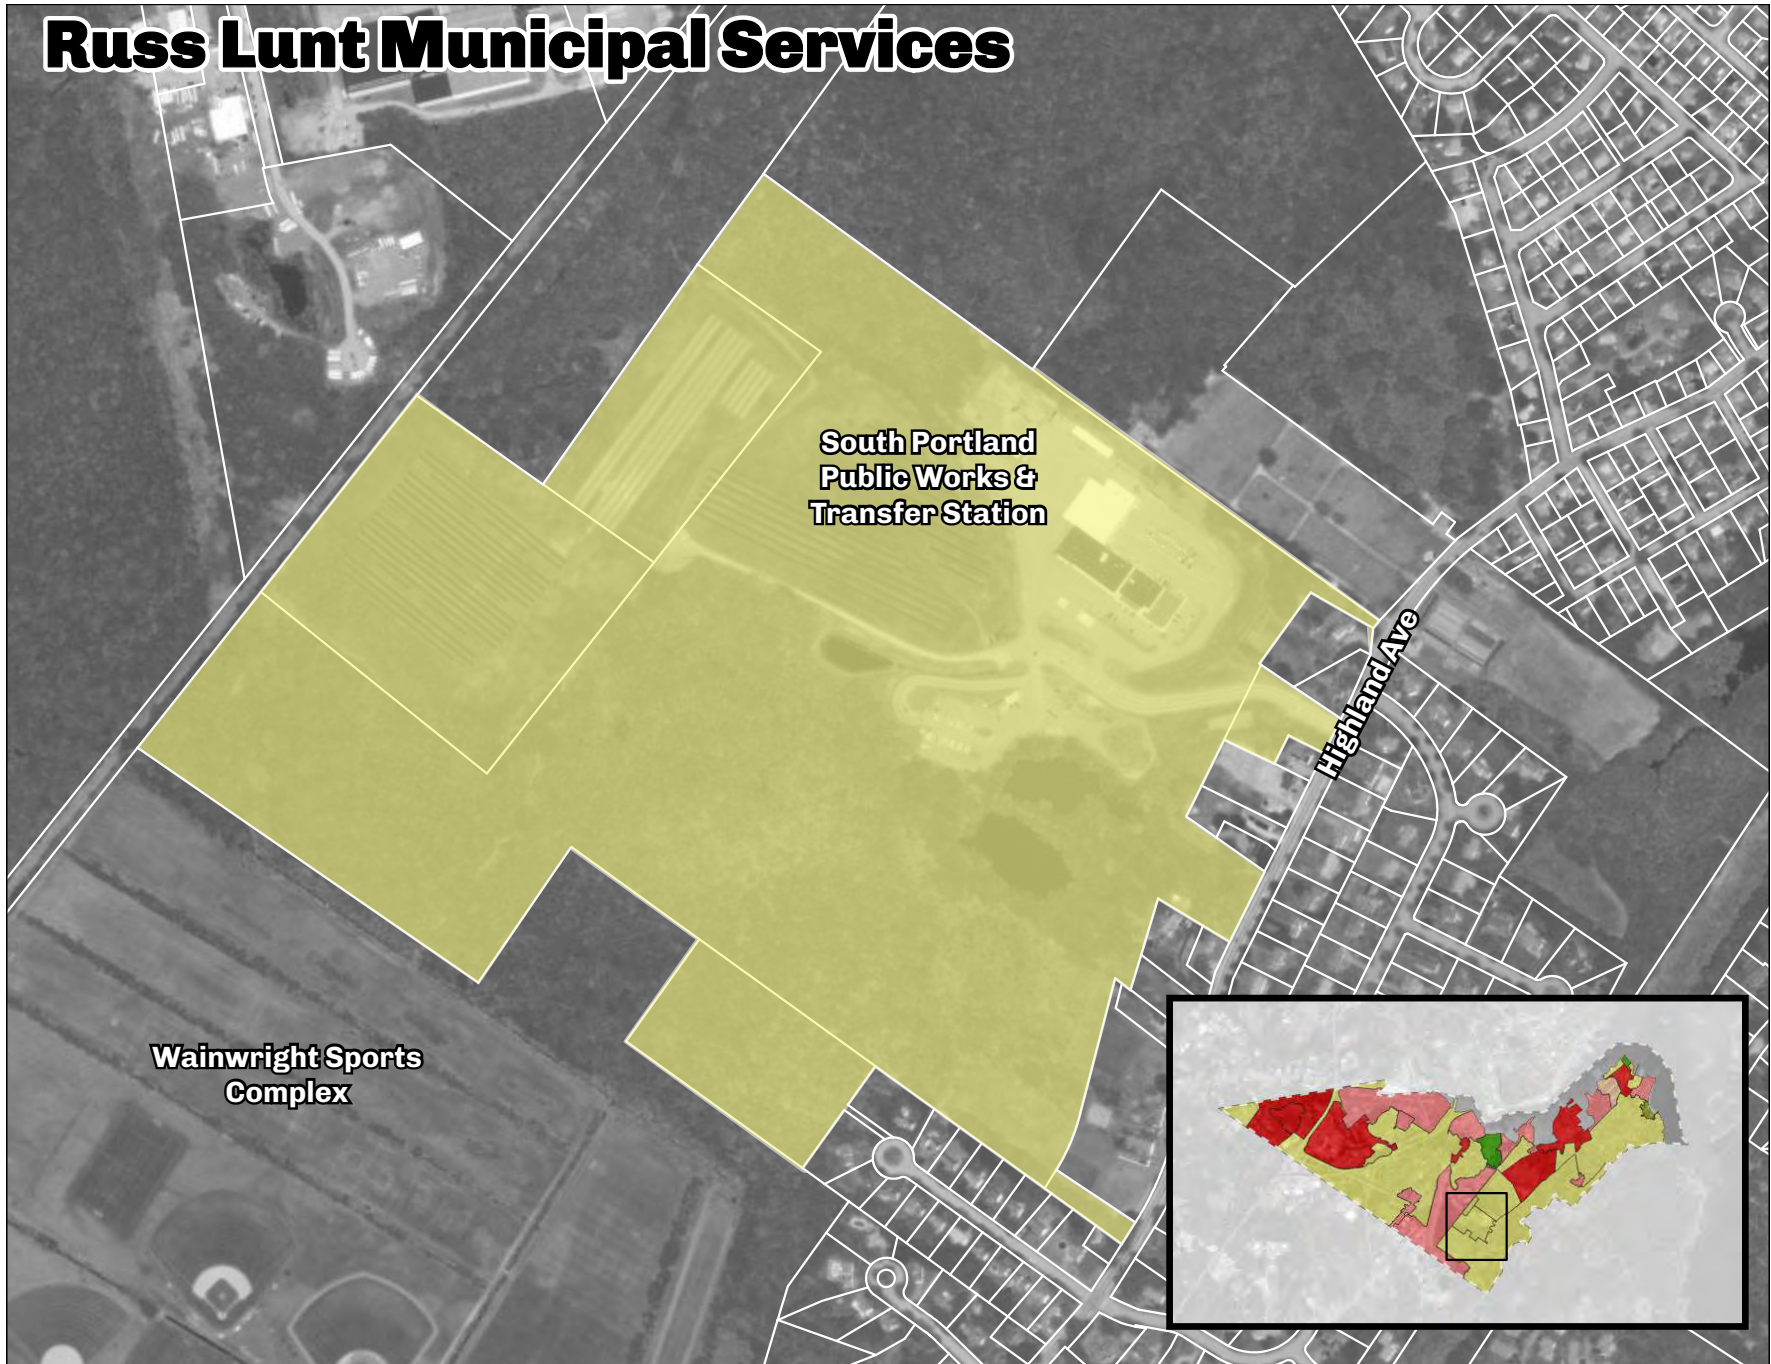 Russ Lunt Municipal Services
South Portland
Public Works &
Transfer Station
Highland Ave
Wainwright Sports
Complex